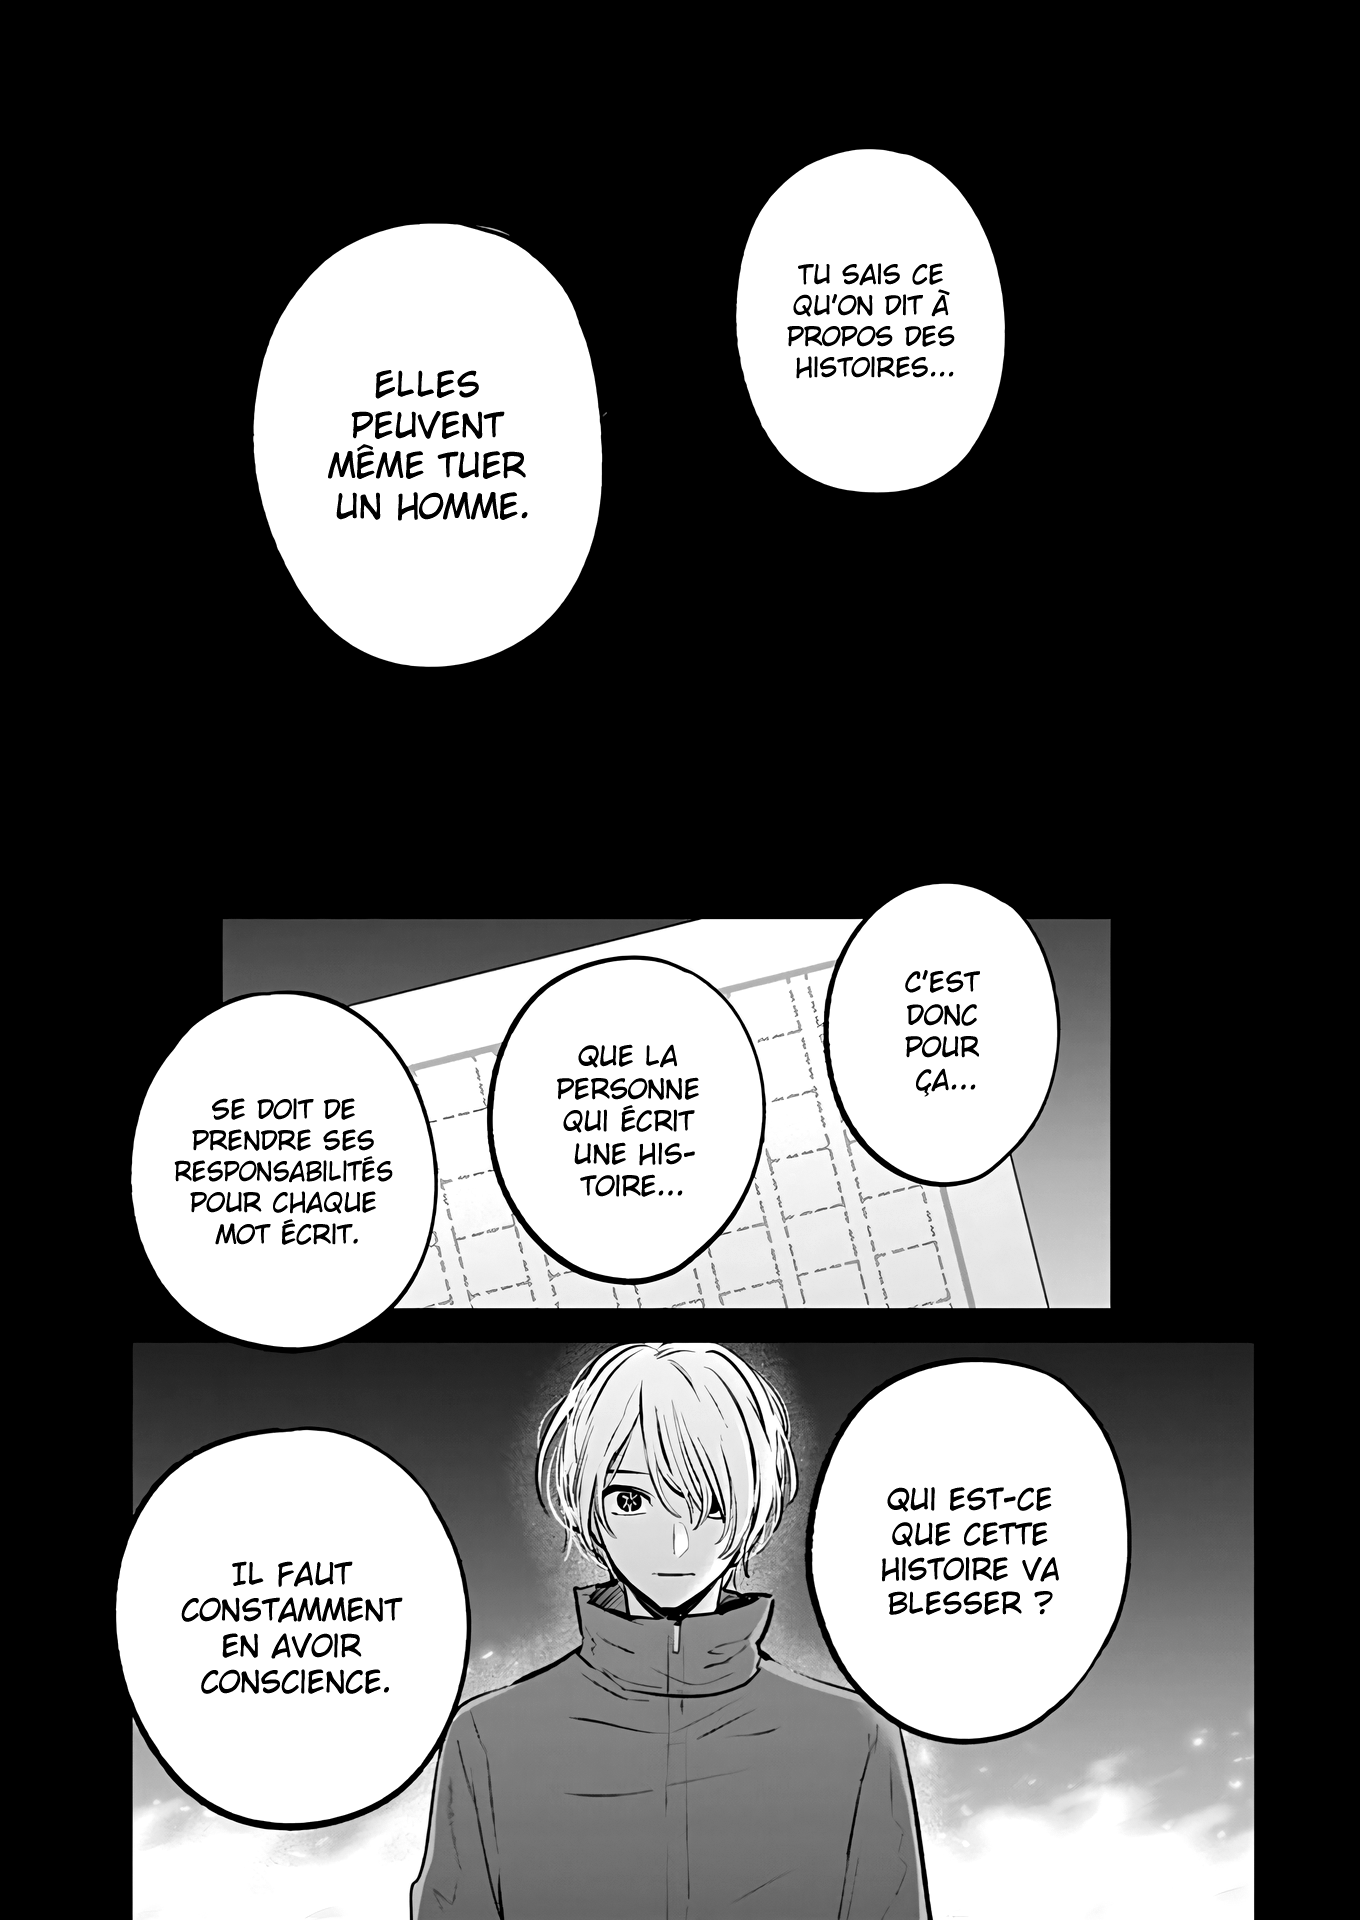 TU SAIS CE
QU'ON DIT À
PROPOS DES
HISTOIRES...
ELLES
PEUVENT
MÊME TUER
UN HOMME.
C'EST
DONC
POUR
ÇA...
QUE LA
PERSONNE
QUI ÉCRIT
UNE HIS-
TOIRE...
SE DOIT DE
PRENDRE SES
RESPONSABILITÉS
POUR CHAQUE
MOT ÉCRIT.
QUI EST-CE
QUE CETTE
HISTOIRE VA
BLESSER ?
IL FAUT
CONSTAMMENT
EN AVOIR
CONSCIENCE.